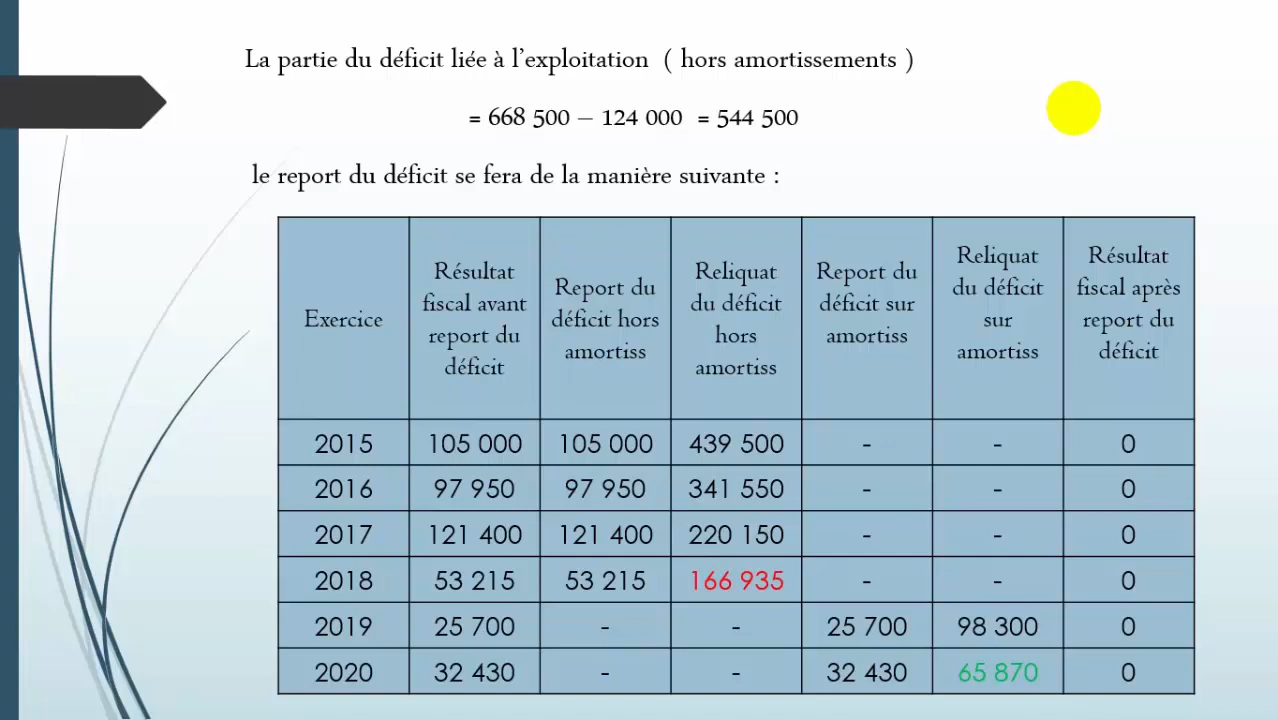 La partie du déficit liée à l’exploitation ( hors amortissements )
= 668 500 – 124 000 = 544 500
le report du déficit se fera de la manière suivante :
Exercice
Résultat
fiscal avant
report du
déficit
Report du
déficit hors
amortiss
Reliquat
du déficit
hors
amortiss
Report du
déficit sur
amortiss
Reliquat
du déficit
sur
amortiss
Résultat
fiscal après
report du
déficit
2015 105 000 105 000 439 500 - - 0
2016 97 950 97 950 341 550 - - 0
2017 121 400 121 400 220 150 - - 0
2018 53 215 53 215 166 935 - - 0
2019 25 700 - - 25 700 98 300 0
2020 32 430 - - 32 430 65 870 0